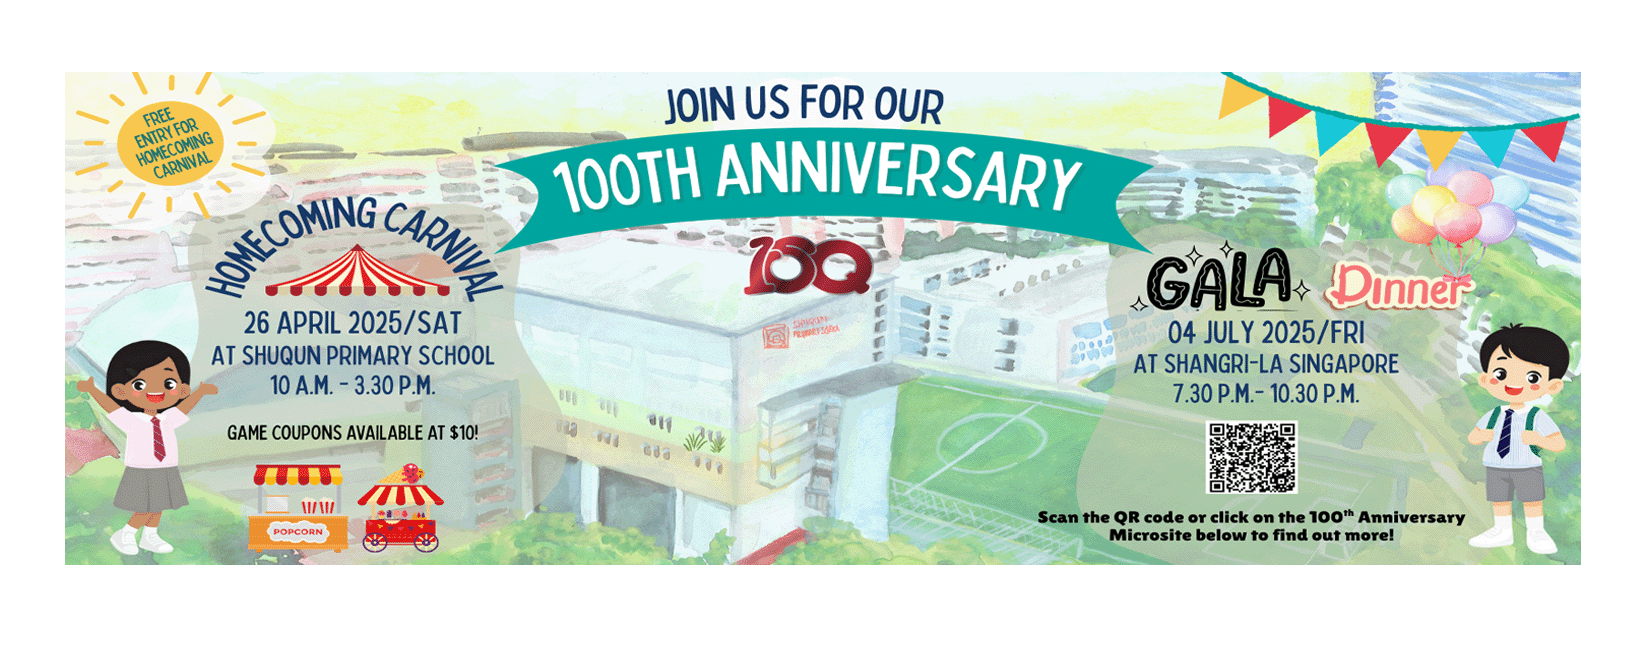 JOIN US FOR OUR
100TH ANNIVERSARY
FREE
ENTRY FOR
HOMECOMING
CARNIVAL
HOMECOMING CARNIVAL
26 APRIL 2025/SAT
AT SHUQUN PRIMARY SCHOOL
10 A.M. - 3.30 P.M.
GAME COUPONS AVAILABLE AT $10!
POPCORN
SHUQUN
PRIMARY SCHOOL
GALA Dinner
04 JULY 2025/FRI
AT SHANGRI-LA SINGAPORE
7.30 P.M.- 10.30 P.M.
Scan the QR code or click on the 100th Anniversary
Microsite below to find out more!